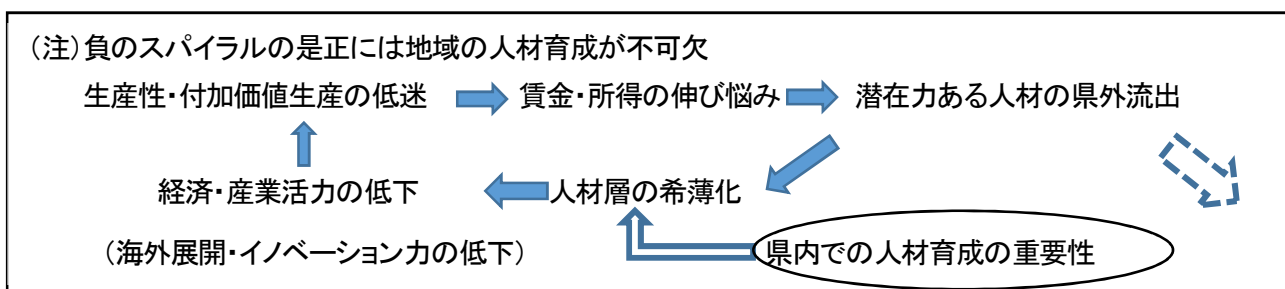 （注）負のスパイラルの是正には地域の人材育成が不可欠
生産性・付加価値生産の低迷 賃金・所得の伸び悩み 潜在力ある人材の県外流出
経済・産業活力の低下 人材層の希薄化
（海外展開・イノベーション力の低下） 県内での人材育成の重要性